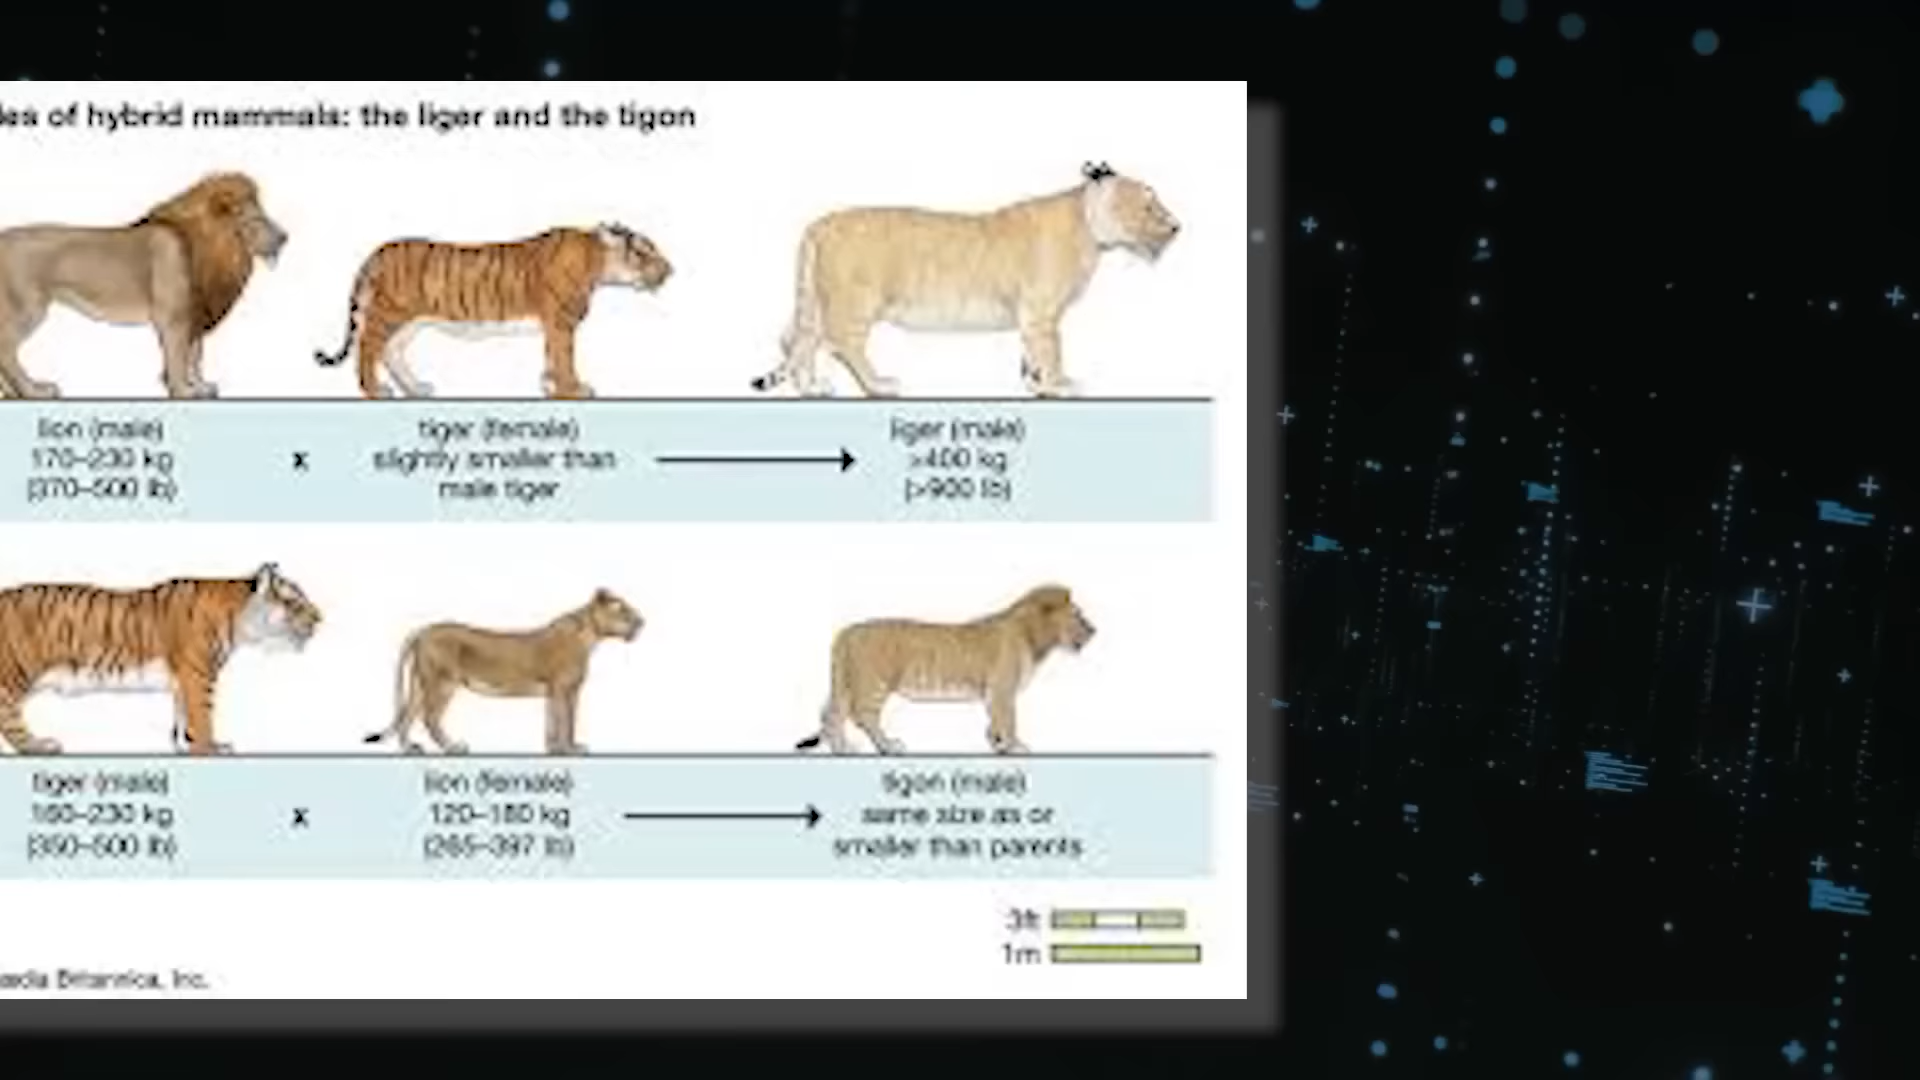 les of hybrid mammals: the liger and the tigon
lion (male)
170–230 kg
(370–500 lb)
x
tiger (female)
slightly smaller than
male tiger
liger (male)
>400 kg
(>900 lb)
tiger (male)
160–230 kg
(350–500 lb)
x
lion (female)
120–180 kg
(265–397 lb)
tigon (male)
same size as or
smaller than parents
3ft
1m
Britannica, Inc.